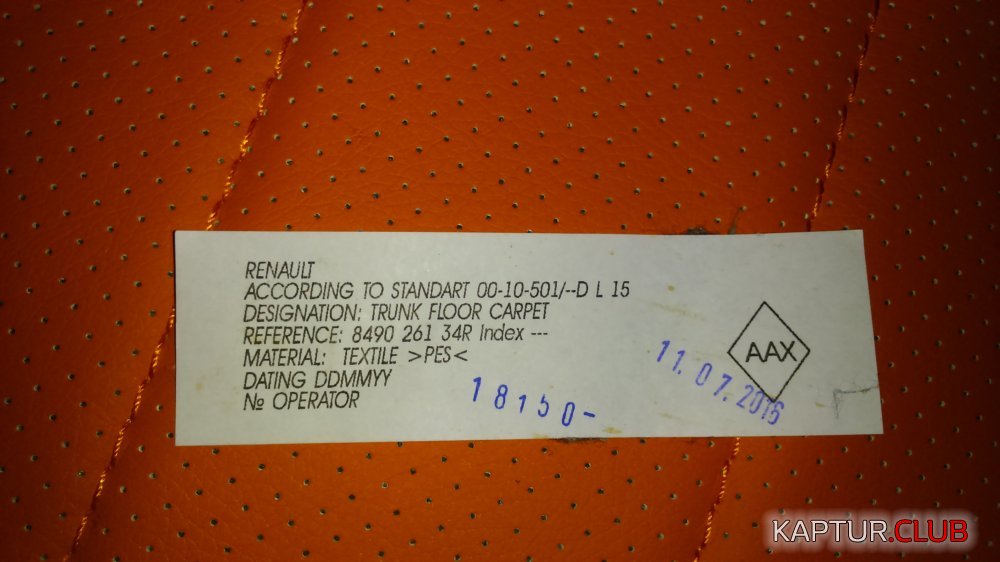 RENAULT
ACCORDING TO STANDART 00-10-501/--D L 15
DESIGNATION: TRUNK FLOOR CARPET
REFERENCE: 8490 261 34R Index ---
MATERIAL: TEXTILE >PES<
DATING DDMMYY
№ OPERATOR
18150-
11.07.2016
AAX
KAPTUR.CLUB